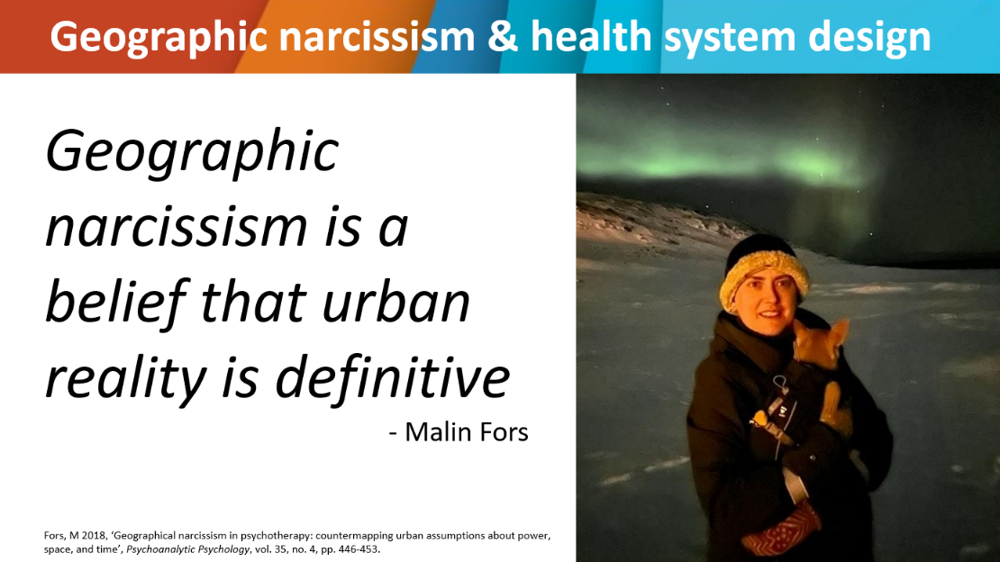 Geographic narcissism & health system design
Geographic
narcissism is a
belief that urban
reality is definitive
- Malin Fors
Fors, M 2018, ‘Geographical narcissism in psychotherapy: countermapping urban assumptions about power,
space, and time’, Psychoanalytic Psychology, vol. 35, no. 4, pp. 446-453.